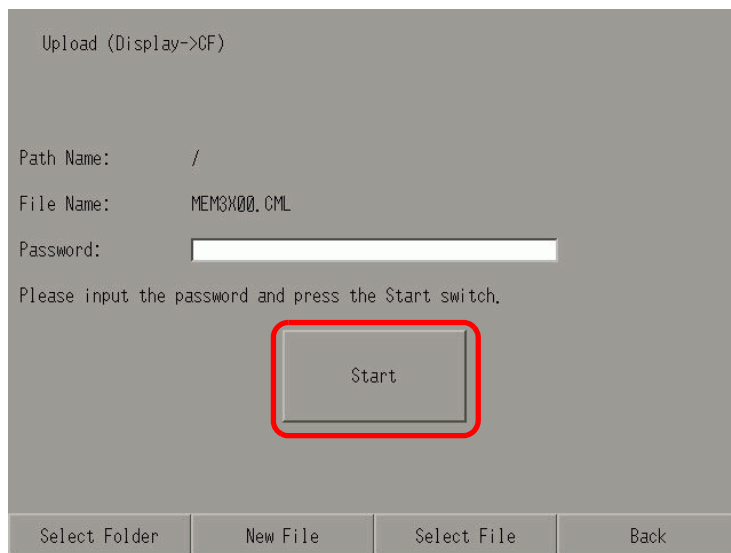 Upload (Display->CF)
Path Name: /
File Name: MEM3X00.CML
Password:
Please input the password and press the Start switch.
Start
Select Folder New File Select File Back